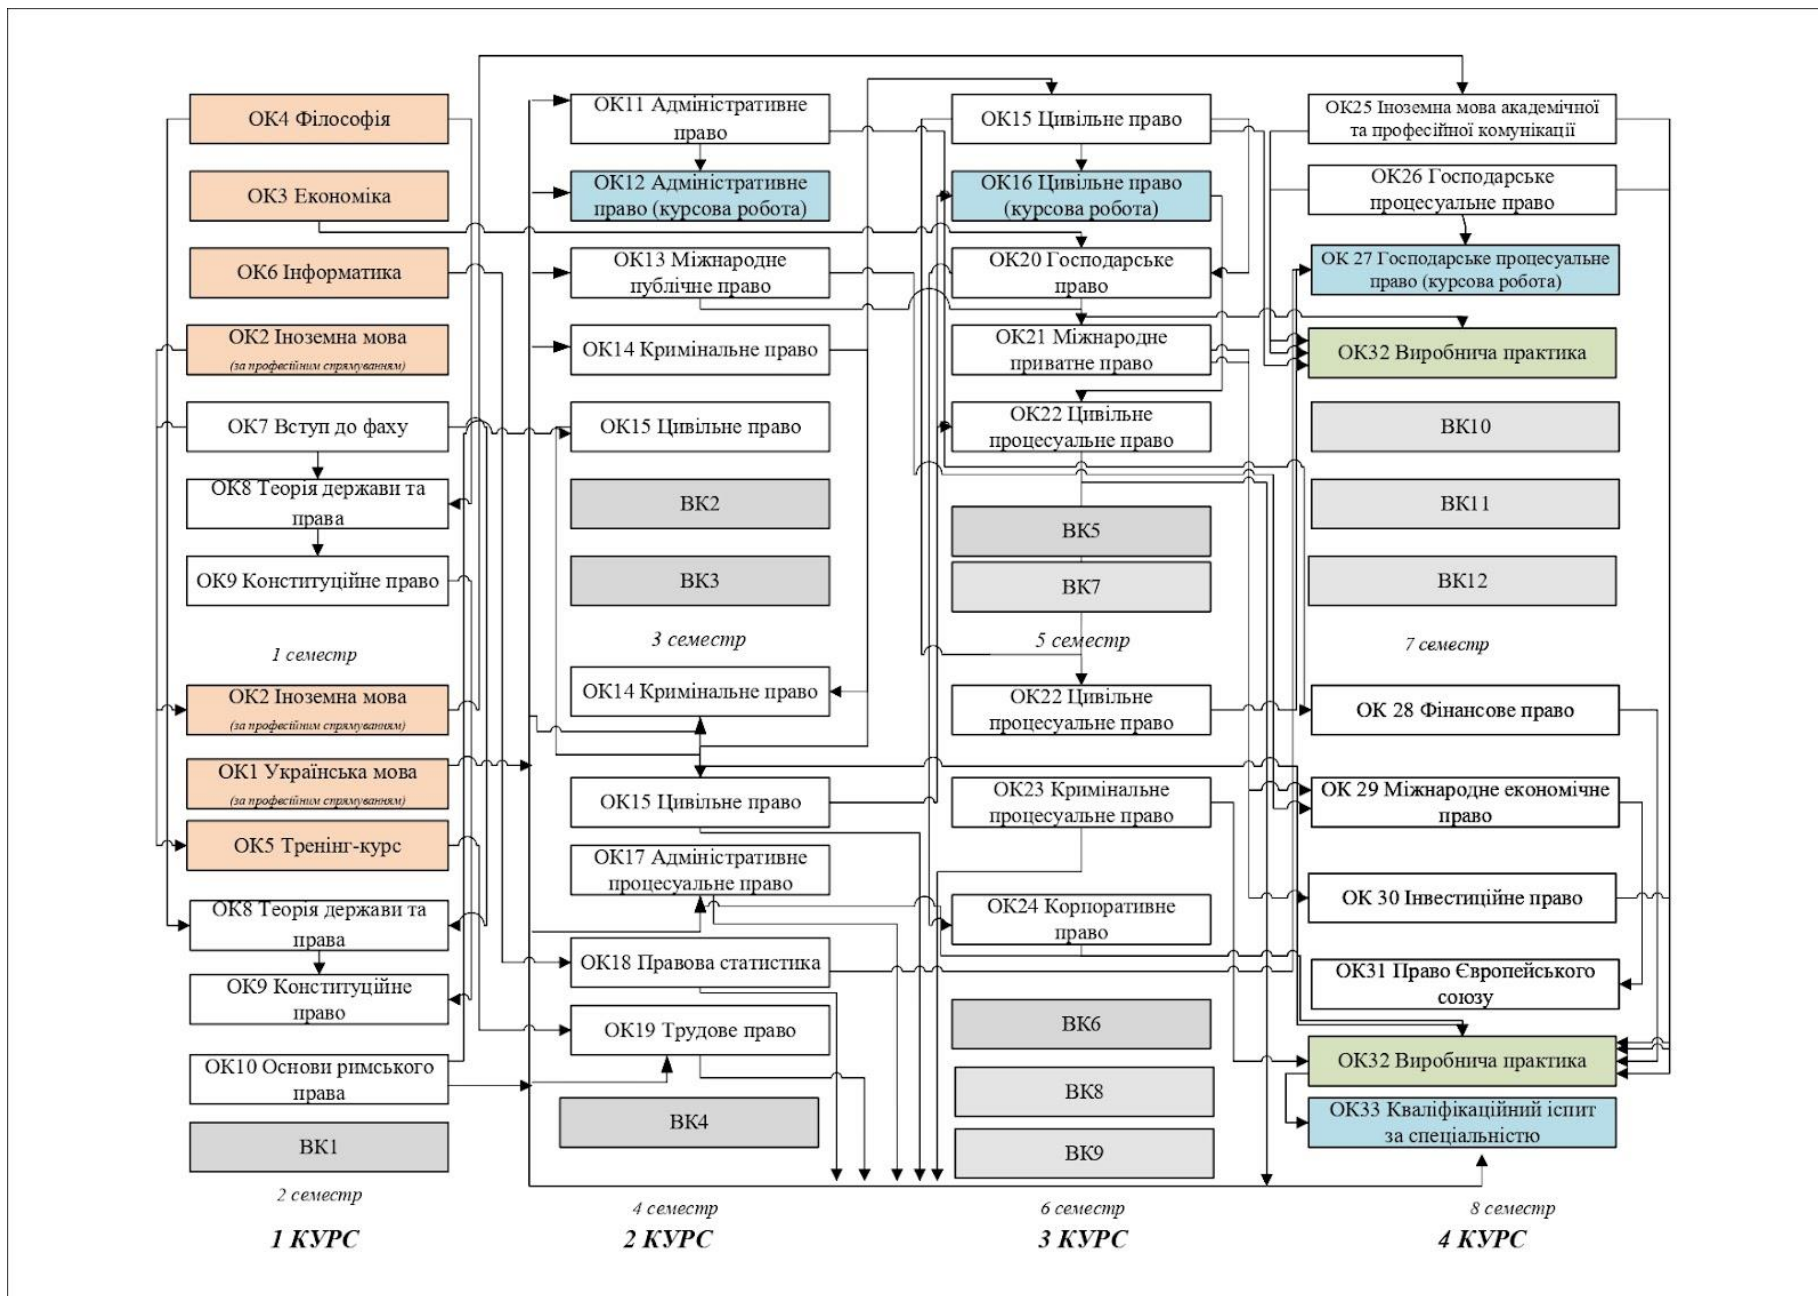 ОК4 Філософія
ОК3 Економіка
ОК6 Інформатика
ОК2 Іноземна мова
(за професійним спрямуванням)
ОК7 Вступ до фаху
ОК8 Теорія держави та
права
ОК9 Конституційне право
1 семестр
ОК2 Іноземна мова
(за професійним спрямуванням)
ОК1 Українська мова
(за професійним спрямуванням)
ОК5 Тренінг-курс
ОК8 Теорія держави та
права
ОК9 Конституційне
право
ОК10 Основи римського
права
ВК1
2 семестр
1 КУРС
ОК11 Адміністративне
право
ОК12 Адміністративне
право (курсова робота)
ОК13 Міжнародне
публічне право
ОК14 Кримінальне право
ОК15 Цивільне право
ВК2
ВК3
3 семестр
ОК14 Кримінальне право
ОК15 Цивільне право
ОК17 Адміністративне
процесуальне право
ОК18 Правова статистика
ОК19 Трудове право
ВК4
4 семестр
2 КУРС
ОК15 Цивільне право
ОК16 Цивільне право
(курсова робота)
ОК20 Господарське
право
ОК21 Міжнародне
приватне право
ОК22 Цивільне
процесуальне право
ВК5
ВК7
5 семестр
ОК22 Цивільне
процесуальне право
ОК23 Кримінальне
процесуальне право
ОК24 Корпоративне
право
ВК6
ВК8
ВК9
6 семестр
3 КУРС
ОК25 Іноземна мова академічної
та професійної комунікації
ОК26 Господарське
процесуальне право
ОК 27 Господарське процесуальне
право (курсова робота)
ОК32 Виробнича практика
ВК10
ВК11
ВК12
7 семестр
ОК 28 Фінансове право
ОК 29 Міжнародне економічне
право
ОК 30 Інвестиційне право
ОК31 Право Європейського
союзу
ОК32 Виробнича практика
ОК33 Кваліфікаційний іспит
за спеціальністю
8 семестр
4 КУРС